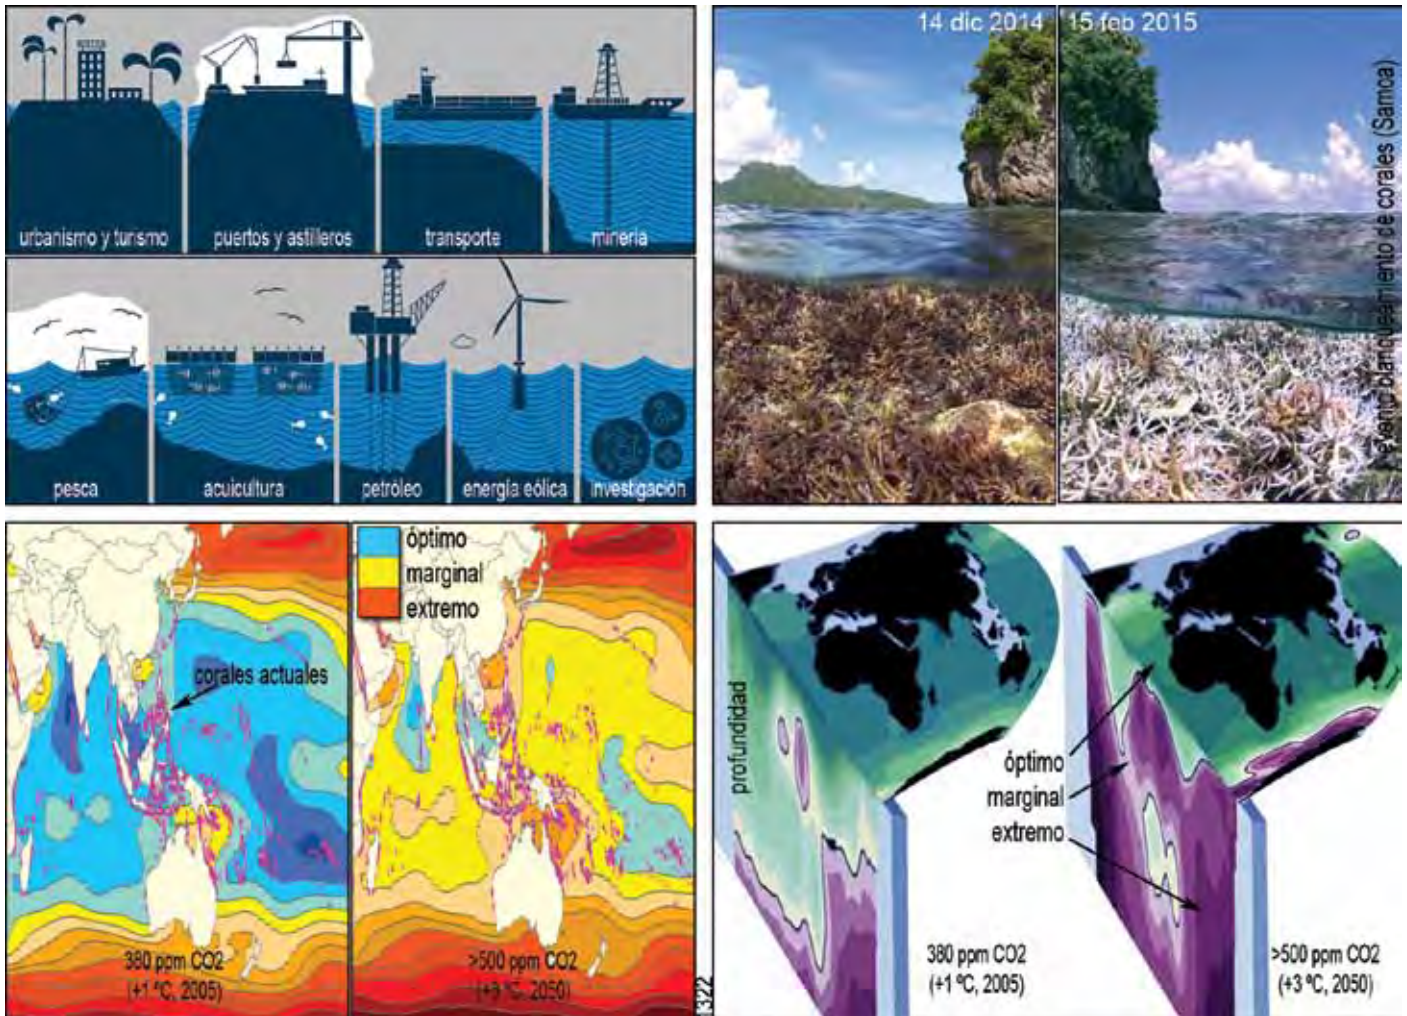 urbanismo y turismo
puertos y astilleros
transporte
minería
pesca
acuicultura
petróleo
energía eólica
investigación
14 dic 2014
15 feb 2015
evento blanqueamiento de corales (Samoa)
óptimo
marginal
extremo
corales actuales
380 ppm CO2
(+1 ºC, 2005)
>500 ppm CO2
(+3 ºC, 2050)
1322
profundidad
óptimo
marginal
extremo
380 ppm CO2
(+1 ºC, 2005)
>500 ppm CO2
(+3 ºC, 2050)